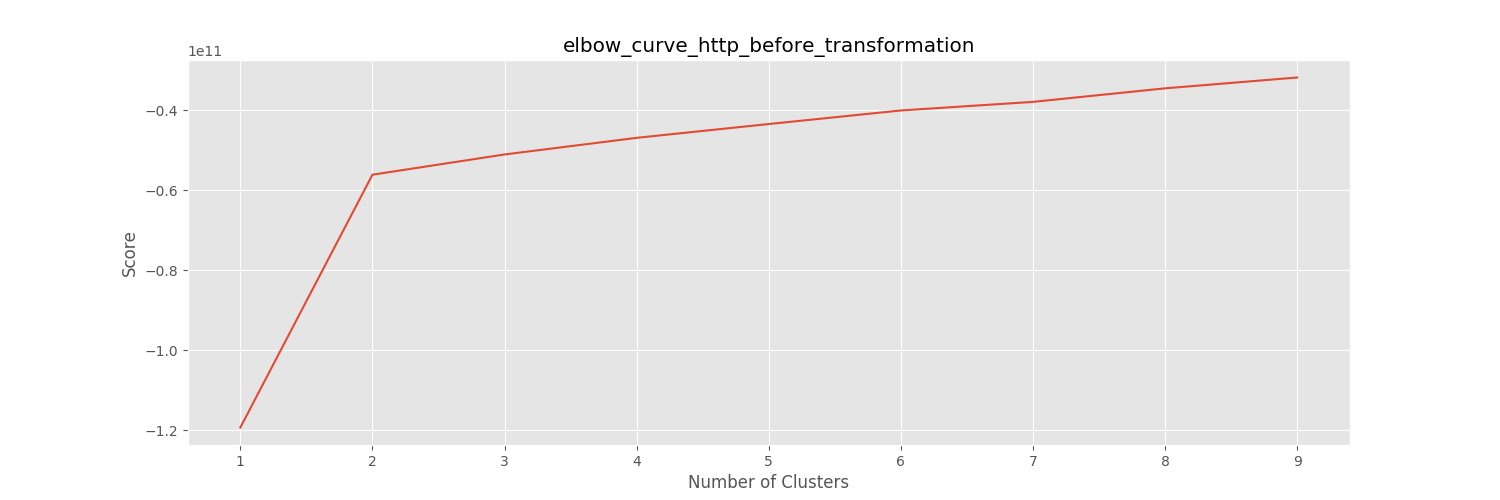 elbow_curve_http_before_transformation
1e11
−0.4
−0.6
−0.8
−1.0
−1.2
Score
1 2 3 4 5 6 7 8 9
Number of Clusters